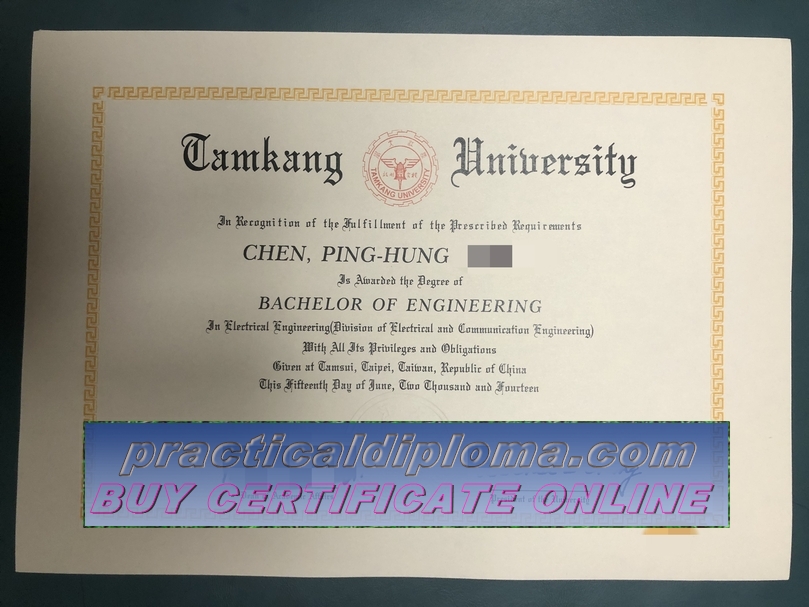 Tamkang University
TAMKANG UNIVERSITY
In Recognition of the Fulfillment of the Prescribed Requirements
CHEN, PING-HUNG
Is Awarded the Degree of
BACHELOR OF ENGINEERING
In Electrical Engineering(Division of Electrical and Communication Engineering)
With All Its Privileges and Obligations
Given at Tamsui, Taipei, Taiwan, Republic of China
This Fifteenth Day of June, Two Thousand and Fourteen
practicaldiploma.com
BUY CERTIFICATE ONLINE